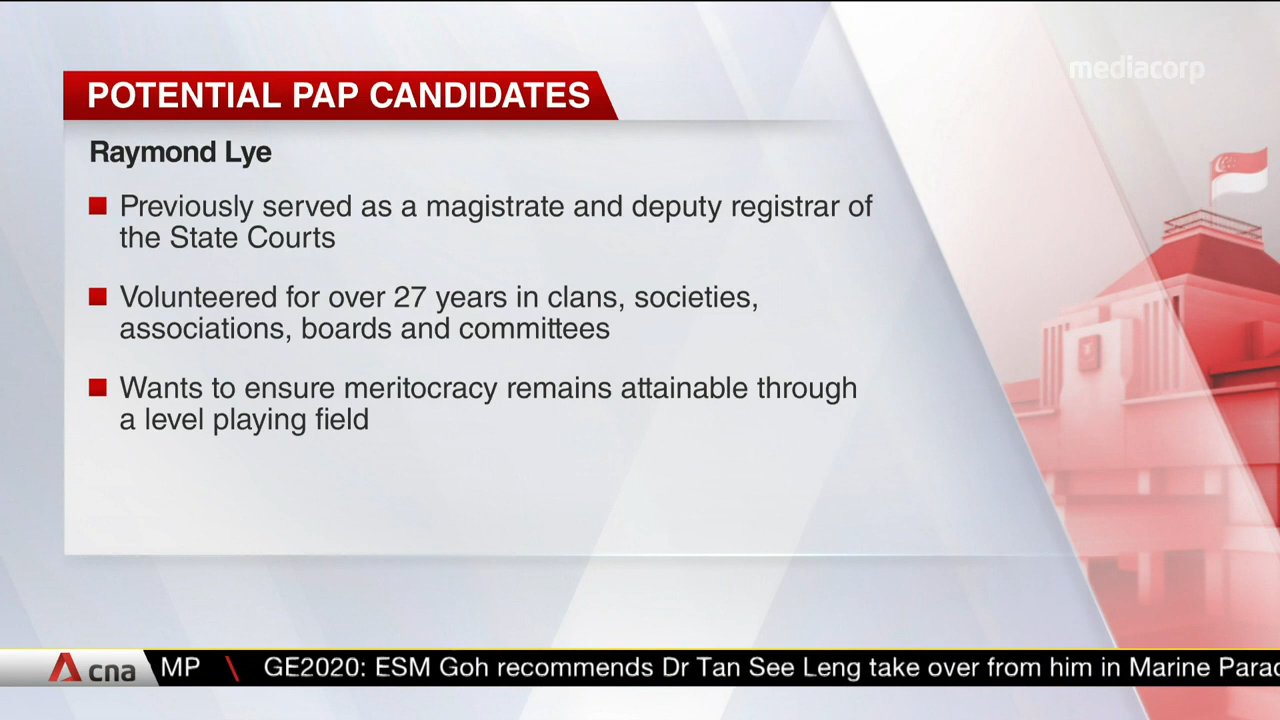 mediacorp
POTENTIAL PAP CANDIDATES
Raymond Lye
Previously served as a magistrate and deputy registrar of
the State Courts
Volunteered for over 27 years in clans, societies,
associations, boards and committees
Wants to ensure meritocracy remains attainable through
a level playing field
cna MP \ GE2020: ESM Goh recommends Dr Tan See Leng take over from him in Marine Parad